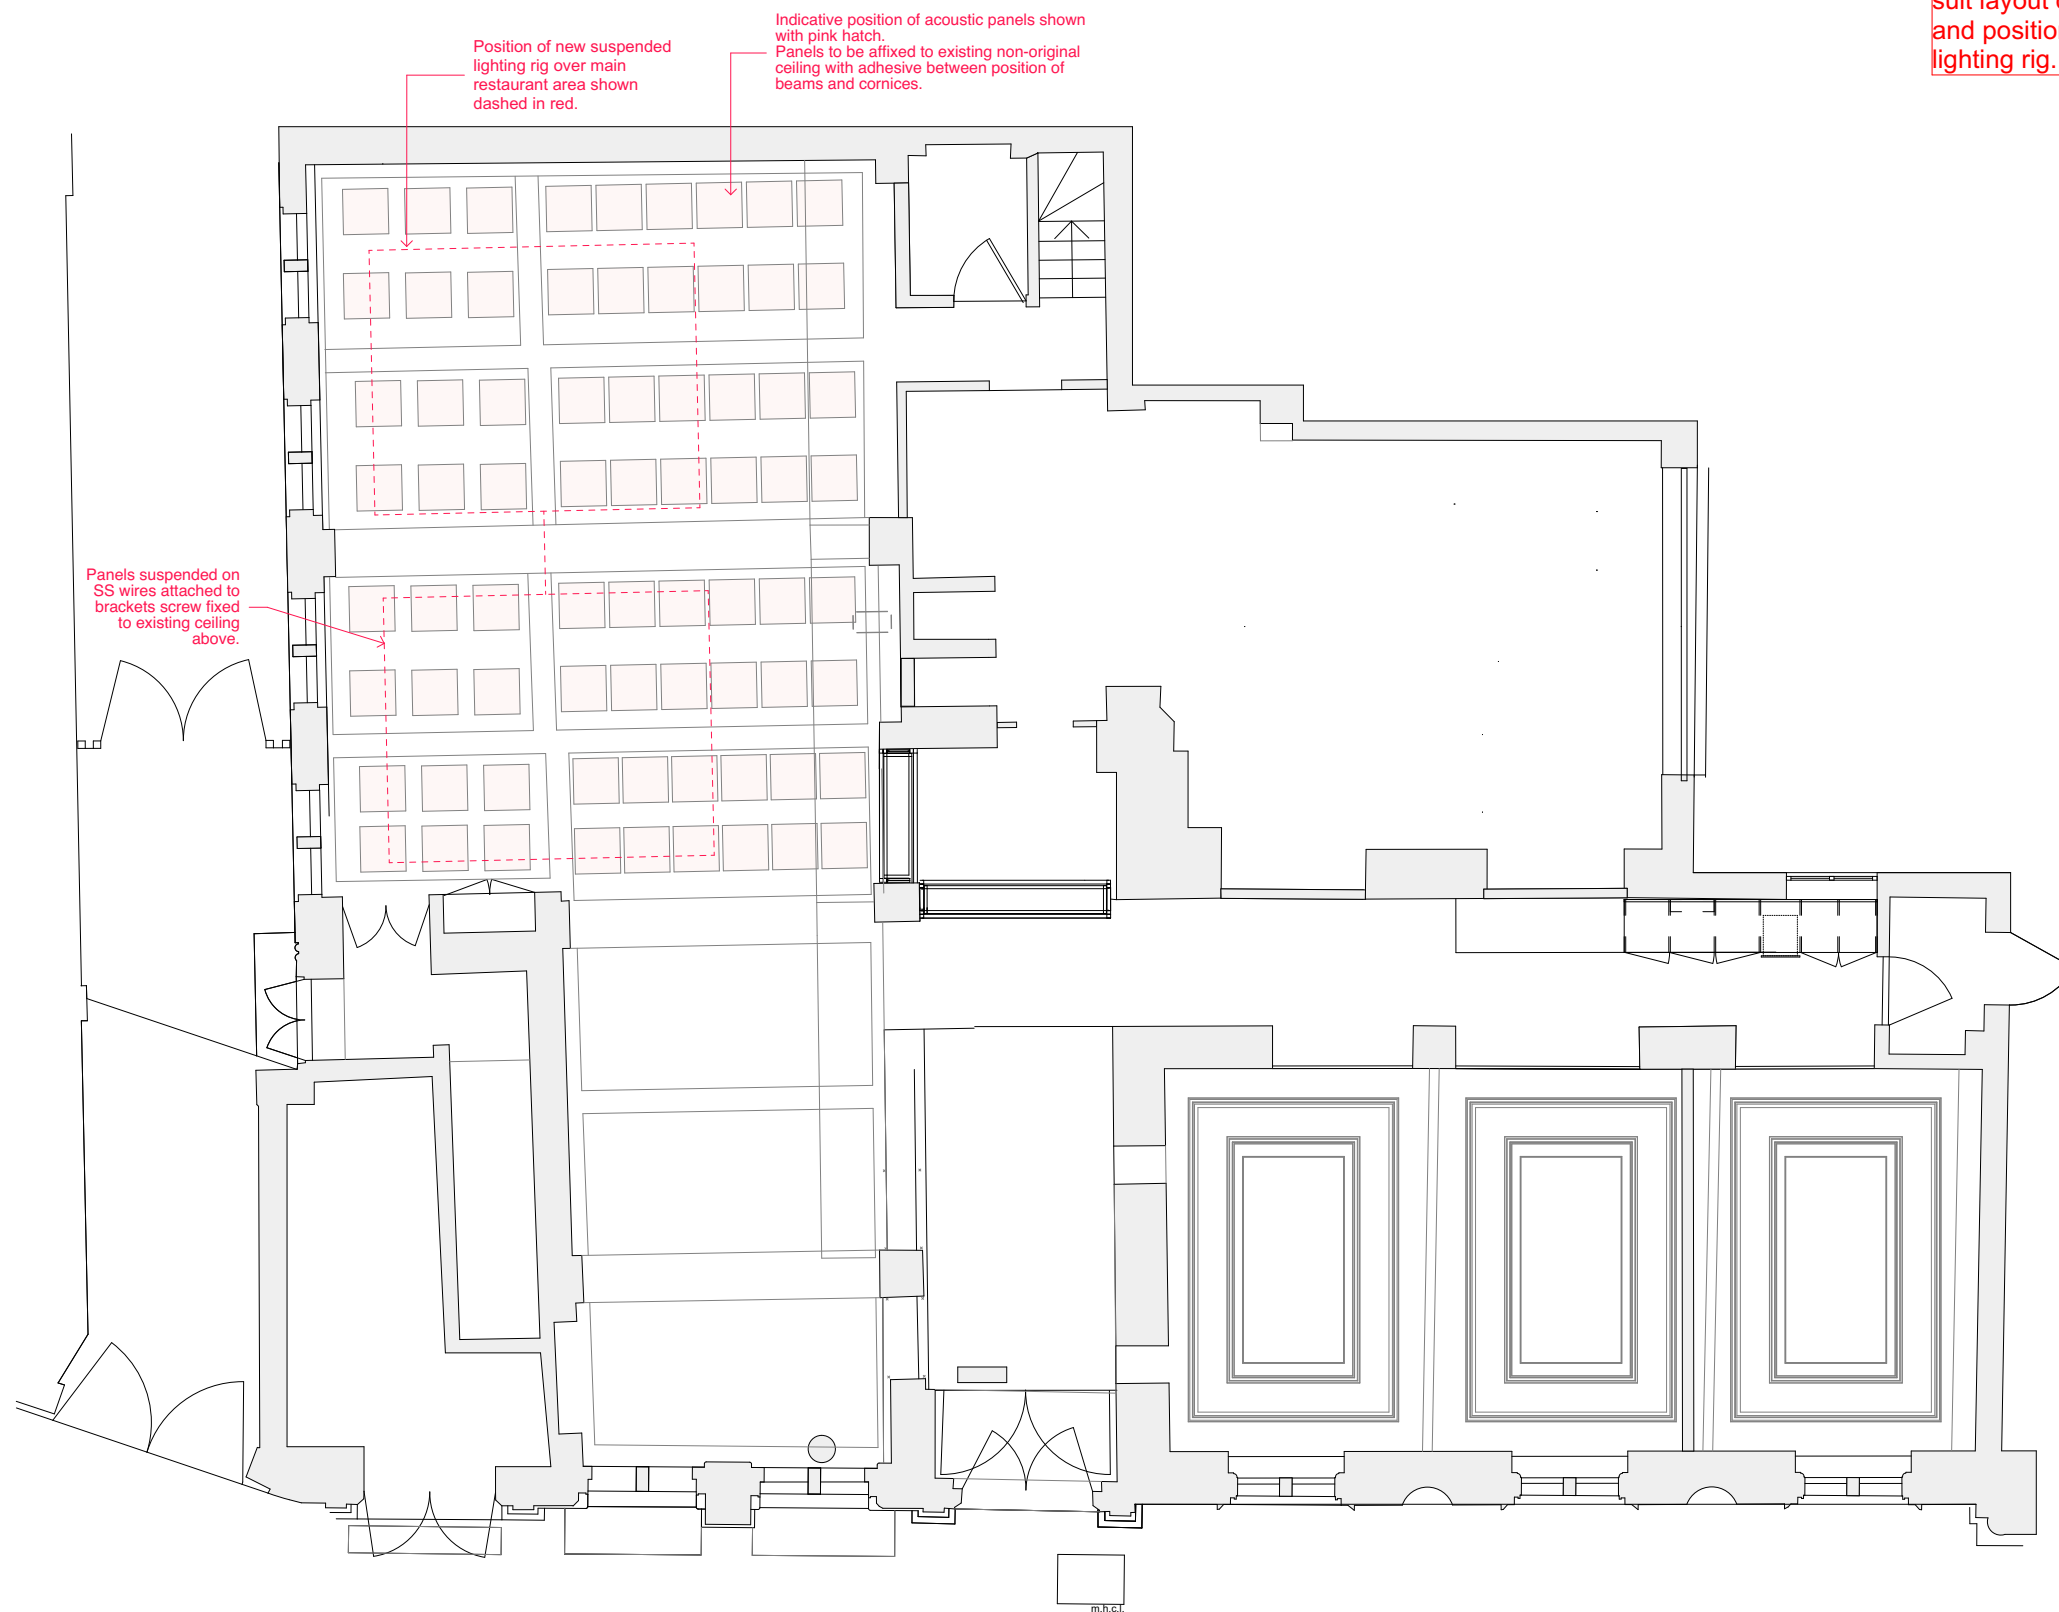 suit layout
and position
lighting rig.
Indicative position of acoustic panels shown
with pink hatch.
Panels to be affixed to existing non-original
ceiling with adhesive between position of
beams and cornices.
Position of new suspended
lighting rig over main
restaurant area shown
dashed in red.
Panels suspended on
SS wires attached to
brackets screw fixed
to existing ceiling
above.
m.h.c.l.